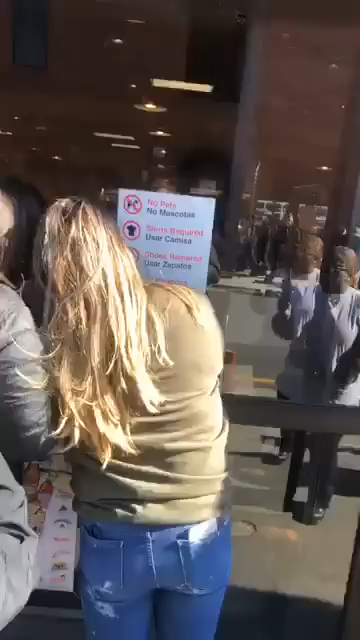 No Pets
No Mascotas
Shirts Required
Usar Camisa
Shoes Required
Usar Zapatos